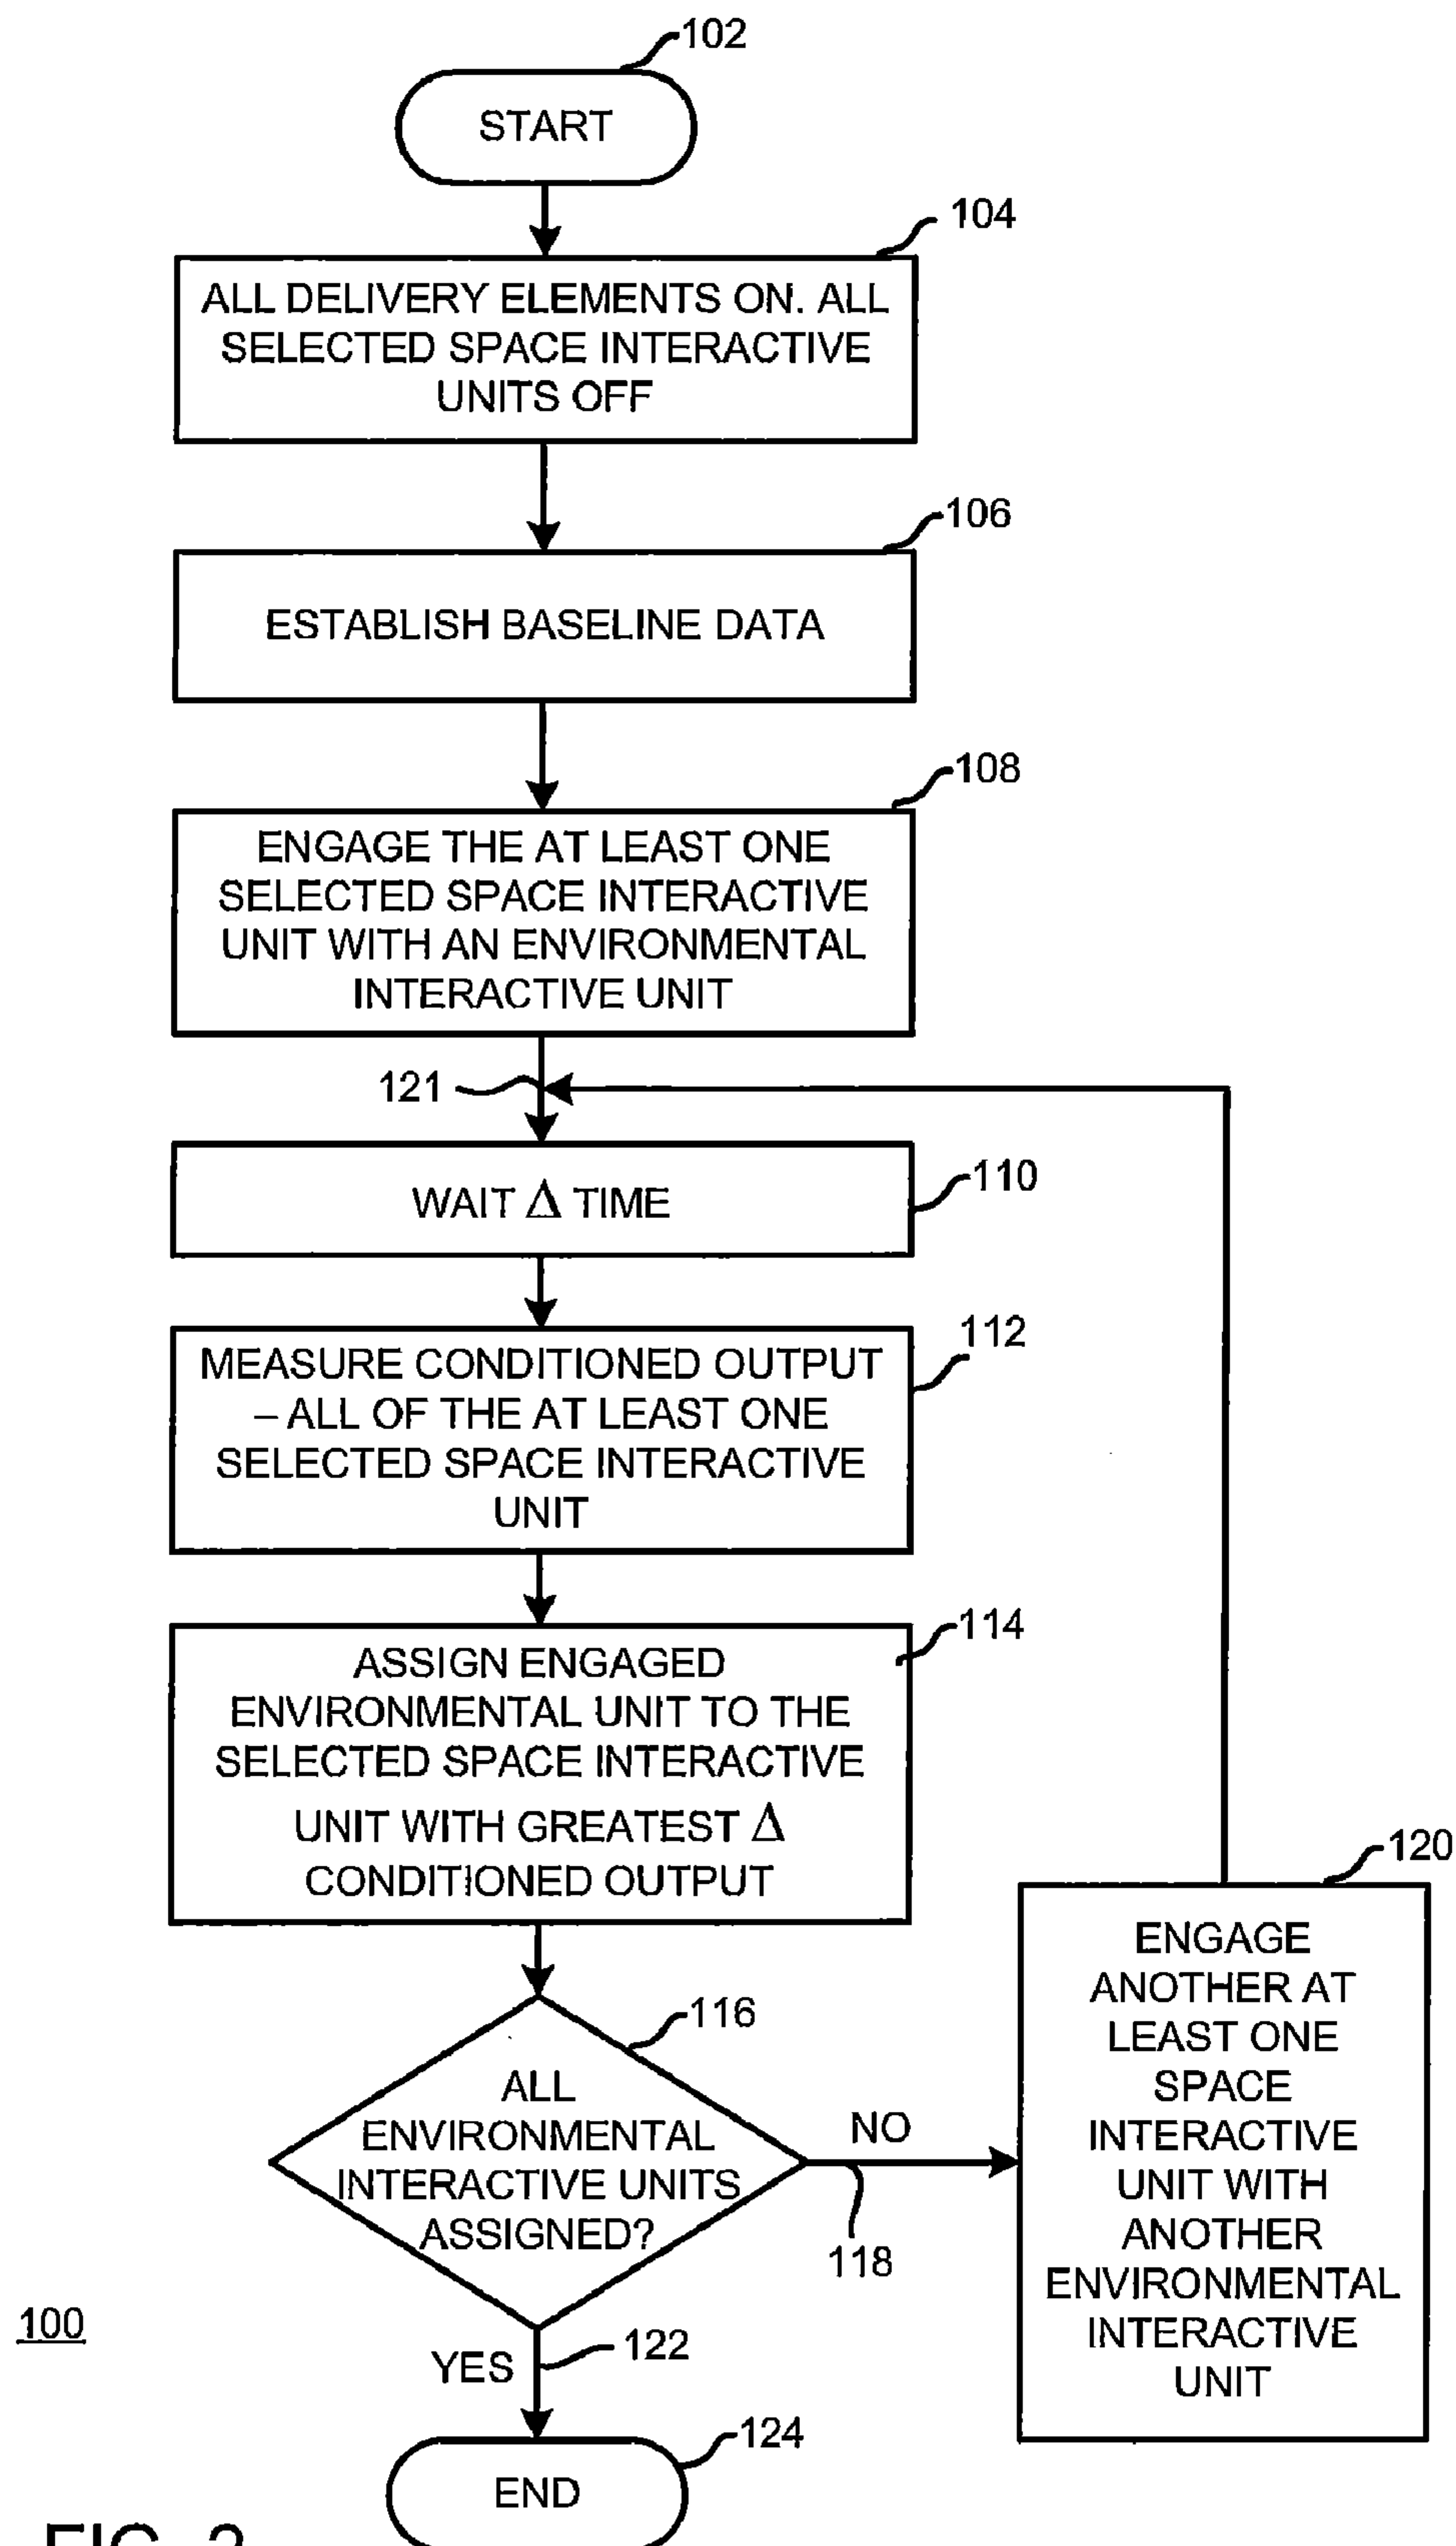 102
START
104
ALL DELIVERY ELEMENTS ON. ALL
SELECTED SPACE INTERACTIVE
UNITS OFF
106
ESTABLISH BASELINE DATA
108
ENGAGE THE AT LEAST ONE
SELECTED SPACE INTERACTIVE
UNIT WITH AN ENVIRONMENTAL
INTERACTIVE UNIT
121
WAIT Δ TIME
110
112
MEASURE CONDITIONED OUTPUT
– ALL OF THE AT LEAST ONE
SELECTED SPACE INTERACTIVE
UNIT
114
ASSIGN ENGAGED
ENVIRONMENTAL UNIT TO THE
SELECTED SPACE INTERACTIVE
UNIT WITH GREATEST Δ
CONDITIONED OUTPUT
116
ALL
ENVIRONMENTAL
INTERACTIVE UNITS
ASSIGNED?
NO
118
120
ENGAGE
ANOTHER AT
LEAST ONE
SPACE
INTERACTIVE
UNIT WITH
ANOTHER
ENVIRONMENTAL
INTERACTIVE
UNIT
100
YES
122
124
END
FIG. 2